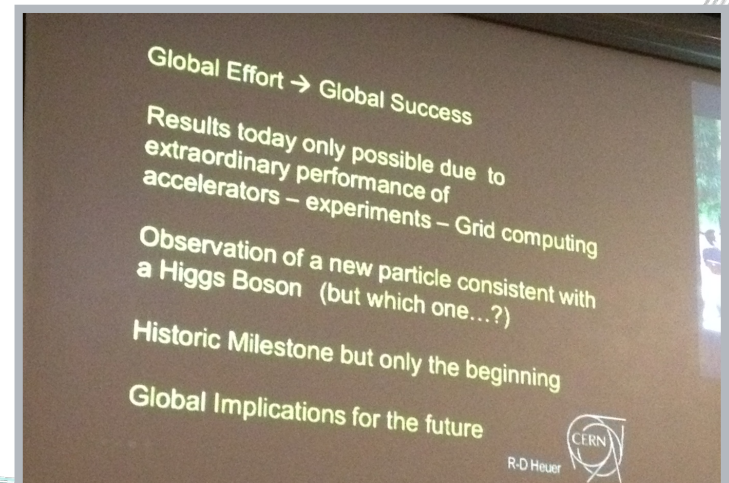 Global Effort → Global Success
Results today only possible due to
extraordinary performance of
accelerators – experiments – Grid computing
Observation of a new particle consistent with
a Higgs Boson (but which one...?)
Historic Milestone but only the beginning
Global Implications for the future
CERN
R-D Heuer